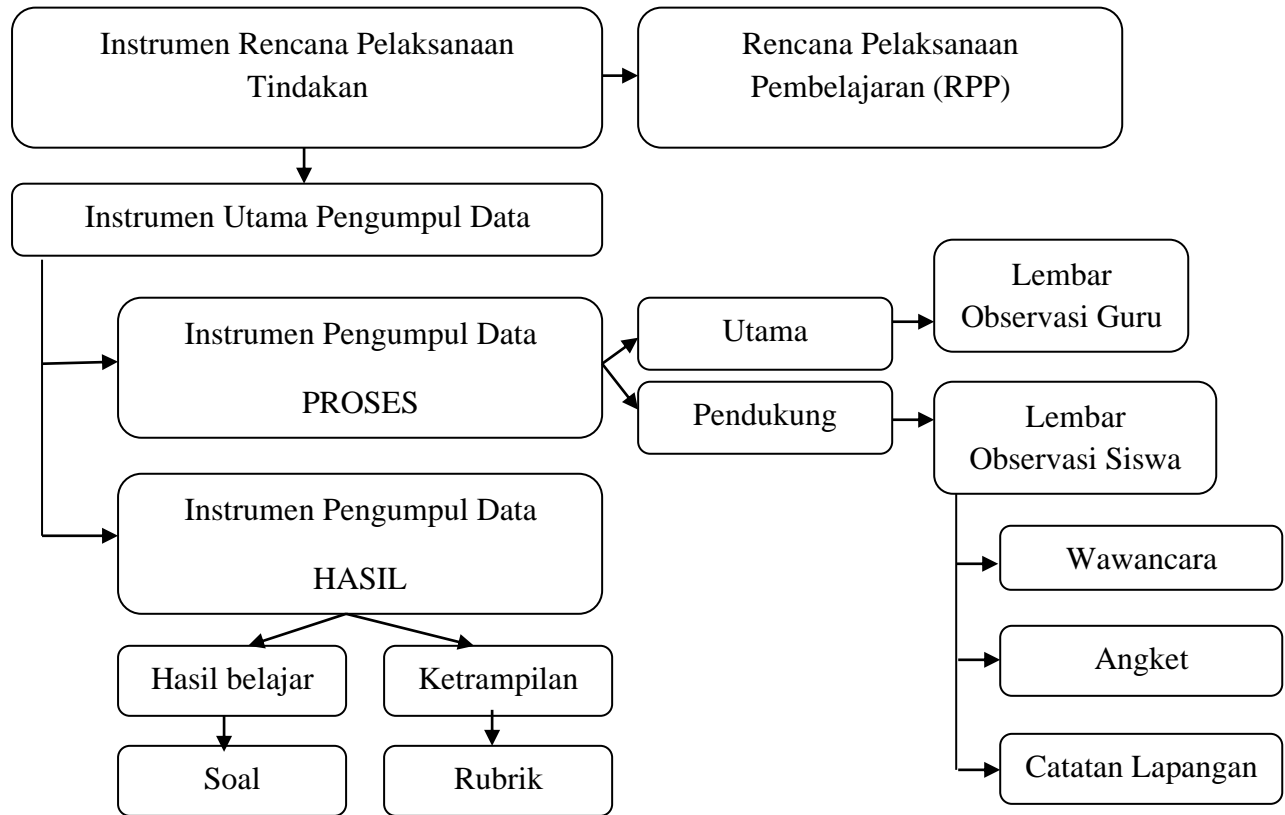 Instrumen Rencana Pelaksanaan
Tindakan
Rencana Pelaksanaan
Pembelajaran (RPP)
Instrumen Utama Pengumpul Data
Instrumen Pengumpul Data
PROSES
Utama
Lembar
Observasi Guru
Pendukung
Lembar
Observasi Siswa
Instrumen Pengumpul Data
HASIL
Wawancara
Angket
Catatan Lapangan
Hasil belajar
Ketrampilan
Soal
Rubrik